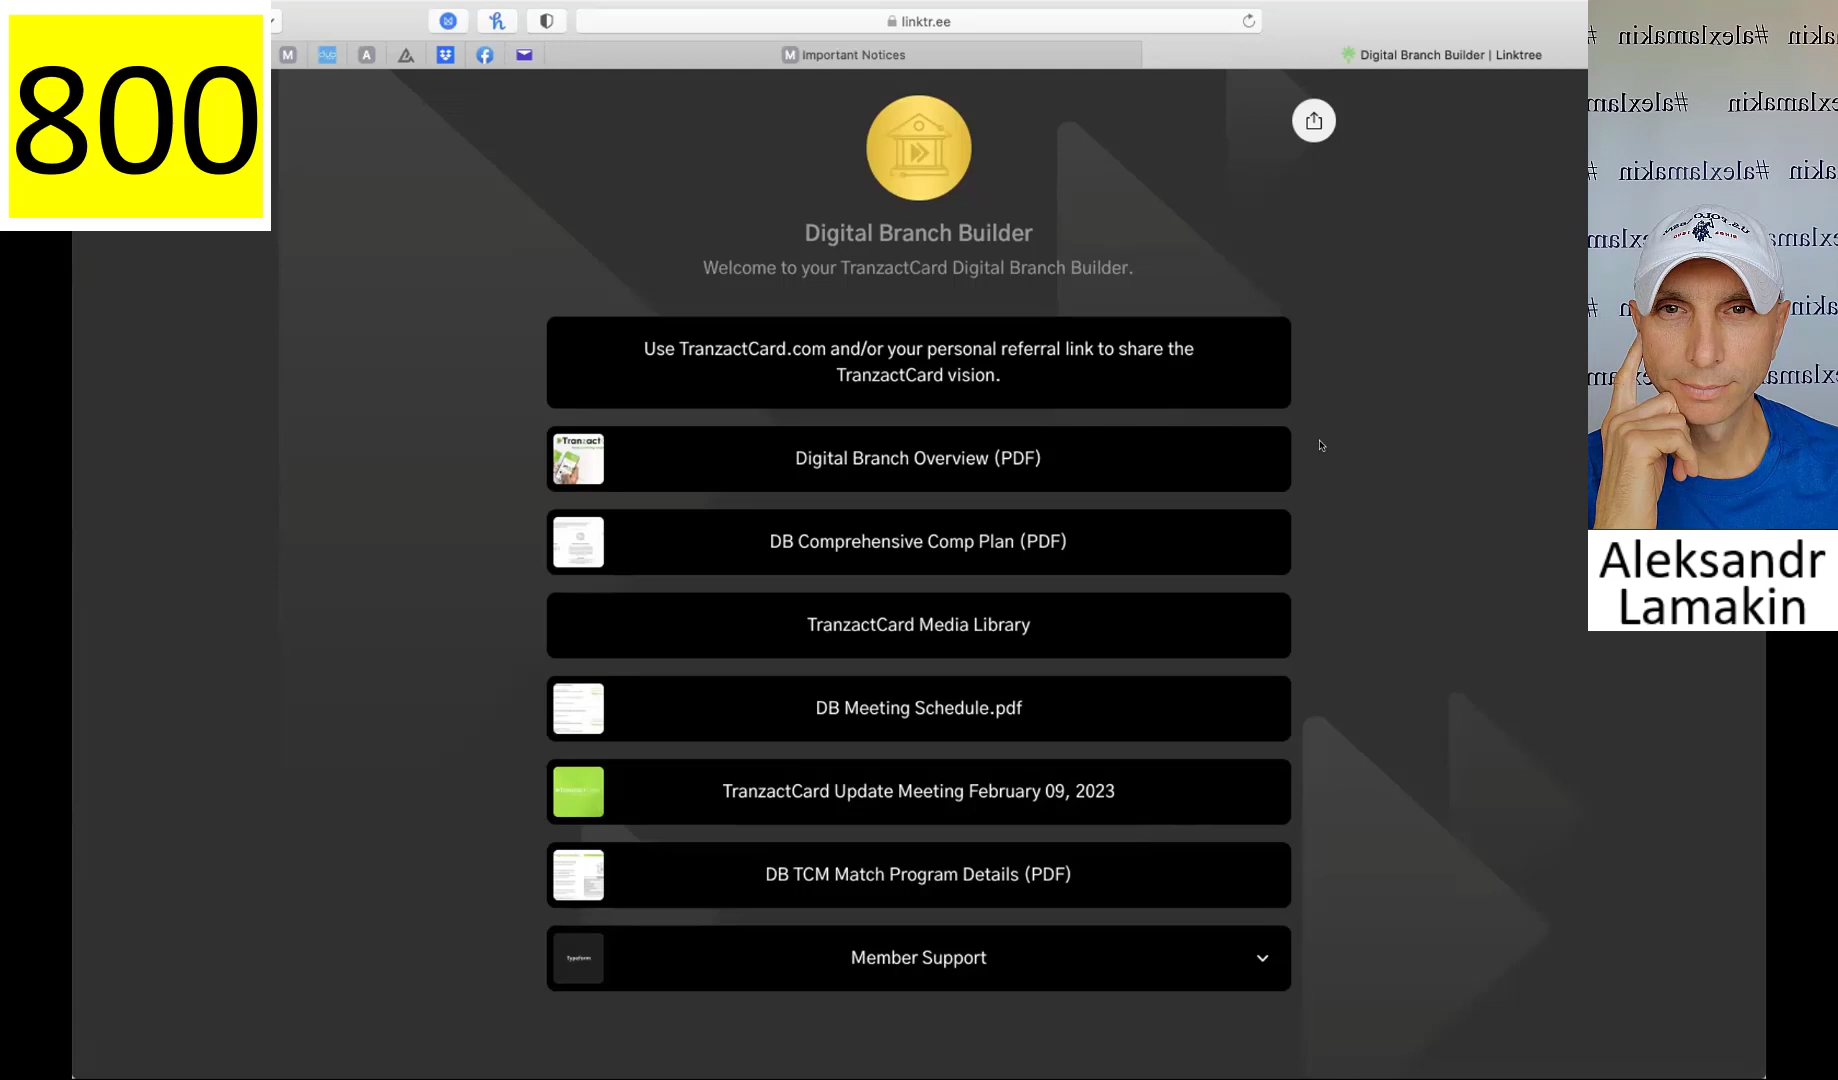 800
linktr.ee
M
A
M Important Notices
Digital Branch Builder | Linktree
Digital Branch Builder
Welcome to your TranzactCard Digital Branch Builder.
Use TranzactCard.com and/or your personal referral link to share the
TranzactCard vision.
Tranzact
Digital Branch Overview (PDF)
DB Comprehensive Comp Plan (PDF)
TranzactCard Media Library
DB Meeting Schedule.pdf
TranzactCard Update Meeting February 09, 2023
DB TCM Match Program Details (PDF)
Typeform
Member Support
#alexlamakin
#alexlamakin
#alexlamakin
Aleksandr
Lamakin